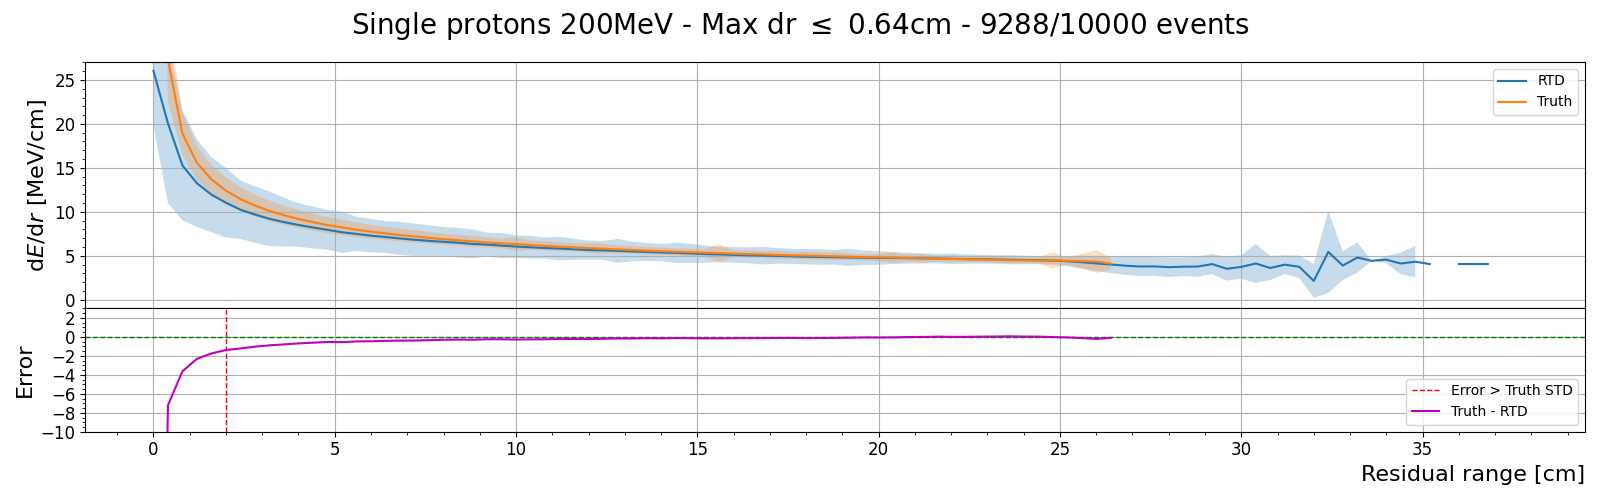 Single protons 200MeV - Max dr ≤ 0.64cm - 9288/10000 events
dE/dr [MeV/cm]
25
20
15
10
5
0
RTD
Truth
Error
2
0
−2
−4
−6
−8
−10
Error > Truth STD
Truth - RTD
0
5
10
15
20
25
30
35
Residual range [cm]